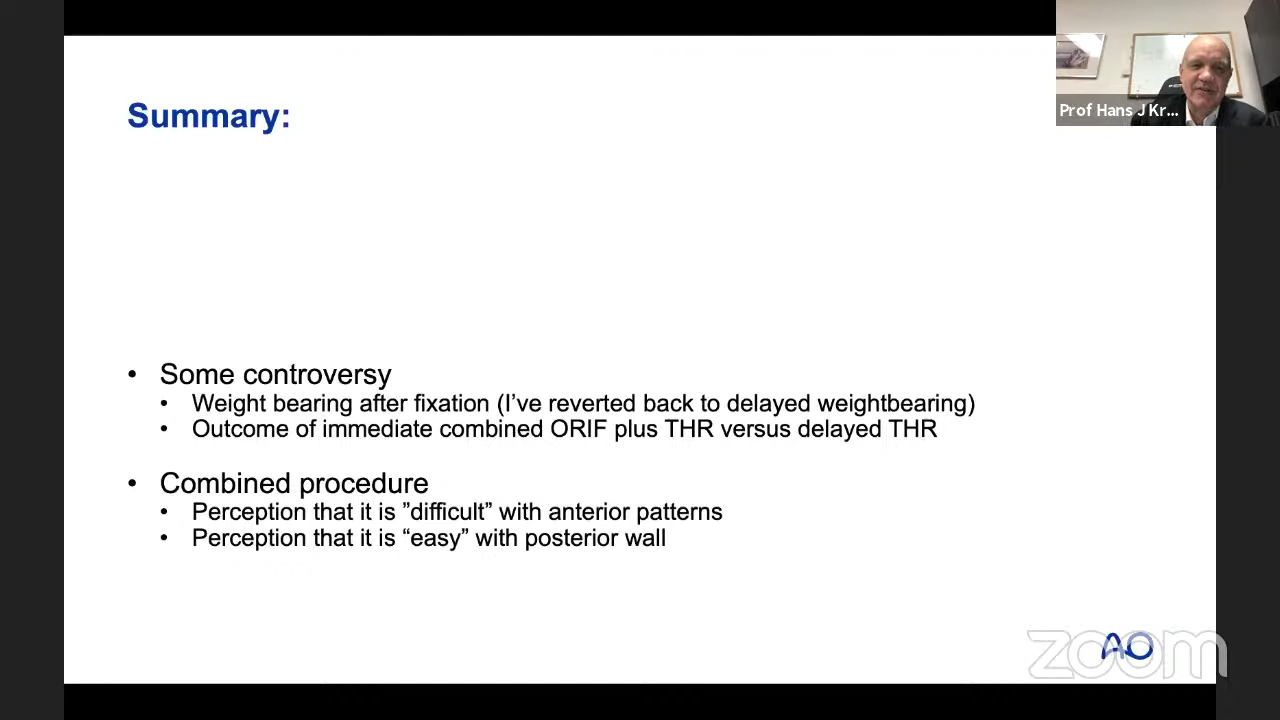 Prof Hans J Kr...
Summary:
• Some controversy
• Weight bearing after fixation (I’ve reverted back to delayed weightbearing)
• Outcome of immediate combined ORIF plus THR versus delayed THR
• Combined procedure
• Perception that it is ”difficult” with anterior patterns
• Perception that it is “easy” with posterior wall
AO
zoom